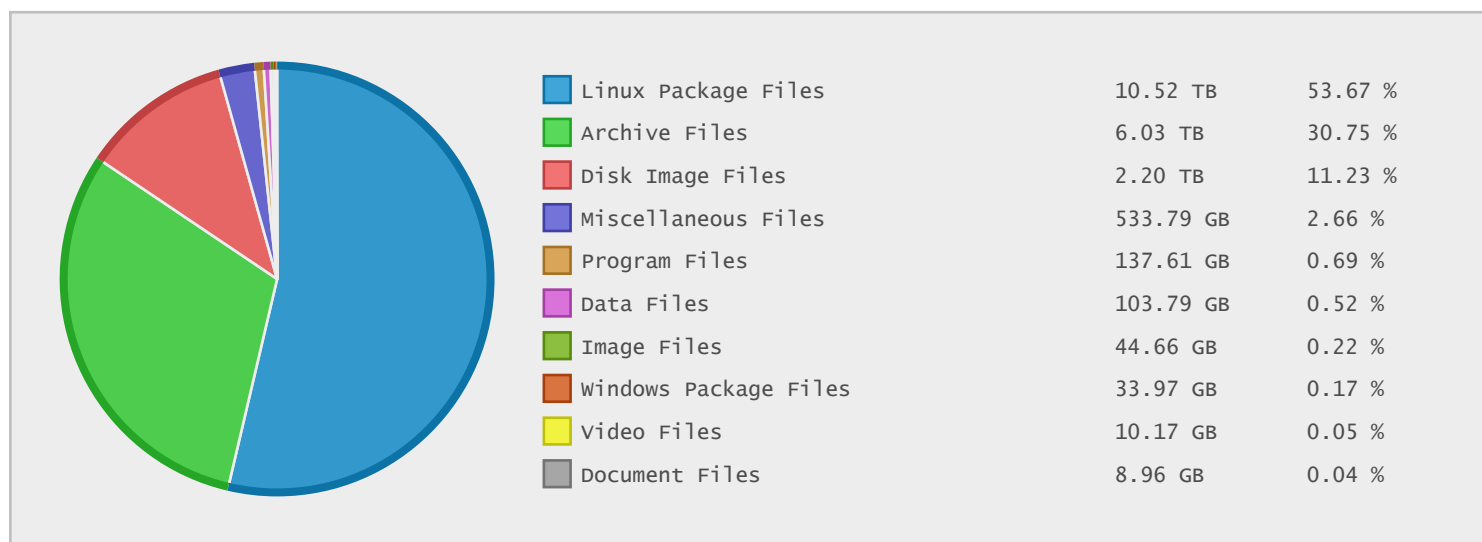 Linux Package Files 10.52 TB 53.67 %
Archive Files 6.03 TB 30.75 %
Disk Image Files 2.20 TB 11.23 %
Miscellaneous Files 533.79 GB 2.66 %
Program Files 137.61 GB 0.69 %
Data Files 103.79 GB 0.52 %
Image Files 44.66 GB 0.22 %
Windows Package Files 33.97 GB 0.17 %
Video Files 10.17 GB 0.05 %
Document Files 8.96 GB 0.04 %